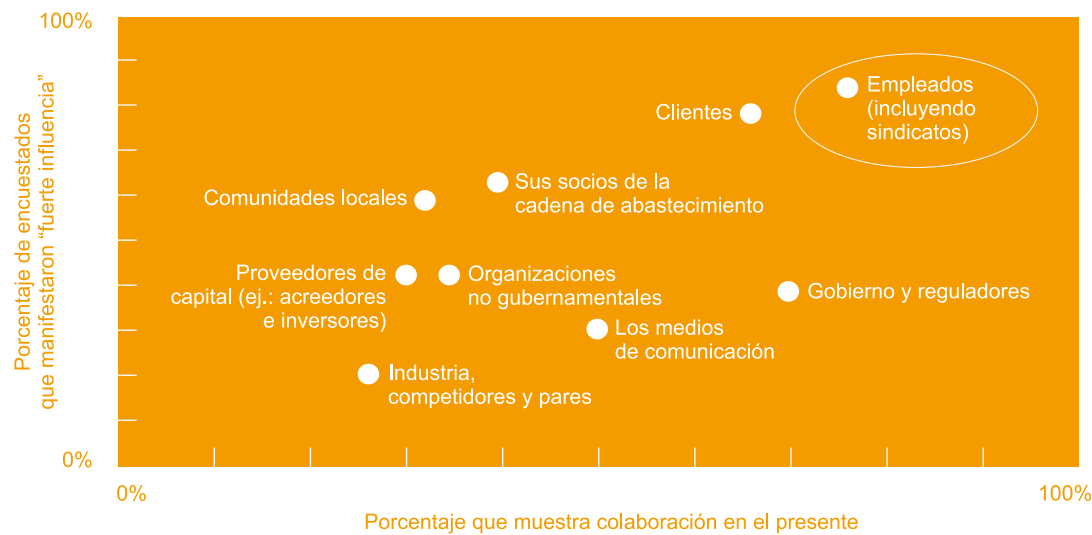 100%
Porcentaje de encuestados
que manifestaron “fuerte influencia”
0%
Empleados
(incluyendo
sindicatos)
Clientes
Sus socios de la
cadena de abastecimiento
Comunidades locales
Proveedores de
capital (ej.: acreedores
e inversores)
Organizaciones
no gubernamentales
Gobierno y reguladores
Los medios
de comunicación
Industria,
competidores y pares
0%
100%
Porcentaje que muestra colaboración en el presente